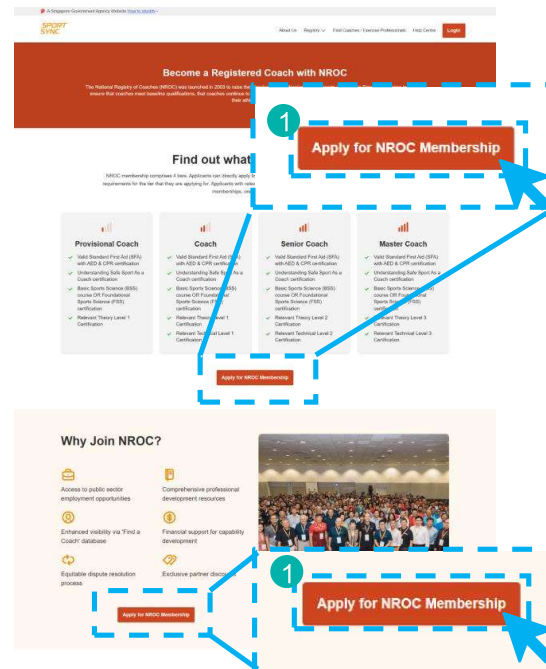 A Singapore Government Agency Website How to identify
SPORT
SYNC
About Us Registry Find Coaches / Exercise Professionals Help Centre Login
Become a Registered Coach with NROC
The National Registry of Coaches (NROC) was launched in 2003 to raise the
ensure that coaches meet baseline qualifications, that coaches continue to
their
1
Apply for NROC Membership
Find out what
NROC membership comprises 4 tiers. Applicants can directly apply
requirements for the tier that they are applying for. Applicants with
memberships,
Provisional Coach
Valid Standard First Aid (SFA)
with AED & CPR certification
Understanding Safe Sport As a
Coach certification
Basic Sports Science (BSS)
course OR Foundational
Sports Science (FSS)
certification
Relevant Theory Level 1
Certification
Coach
Valid Standard First Aid (SFA)
with AED & CPR certification
Understanding Safe Sport As a
Coach certification
Basic Sports Science (BSS)
course OR Foundational
Sports Science (FSS)
certification
Relevant Theory Level 1
Certification
Relevant Technical Level 1
Certification
Senior Coach
Valid Standard First Aid (SFA)
with AED & CPR certification
Understanding Safe Sport As a
Coach certification
Basic Sports Science (BSS)
course OR Foundational
Sports Science (FSS)
certification
Relevant Theory Level 2
Certification
Relevant Technical Level 2
Certification
Master Coach
Valid Standard First Aid (SFA)
with AED & CPR certification
Understanding Safe Sport As a
Coach certification
Basic Sports Science (BSS)
course OR Foundational
Sports Science (FSS)
certification
Relevant Theory Level 3
Certification
Relevant Technical Level 3
Certification
Apply for NROC Membership
Why Join NROC?
Access to public sector
employment opportunities
Comprehensive professional
development resources
Enhanced visibility via 'Find a
Coach' database
Financial support for capability
development
Equitable dispute resolution
process
Exclusive partner discounts
Apply for NROC Membership
1
Apply for NROC Membership